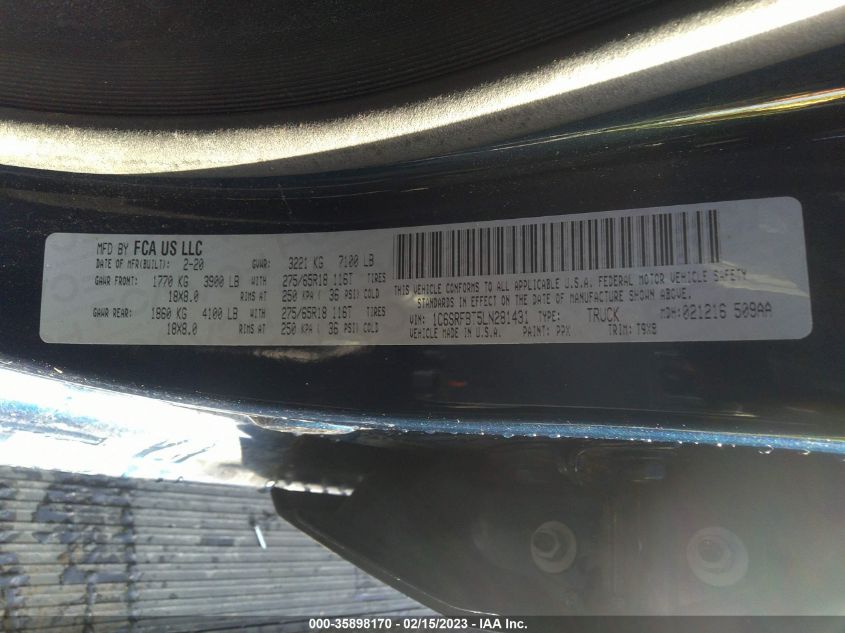 MFD BY FCA US LLC
DATE OF MFR(BUILT): 2-20 GVWR: 3221 KG 7100 LB
GAWR FRONT: 1770 KG 3900 LB WITH 275/65R18 116T TIRES
18X8.0 RIMS AT 250 KPA ( 36 PSI) COLD
GAWR REAR: 1860 KG 4100 LB WITH 275/65R18 116T TIRES
18X8.0 RIMS AT 250 KPA ( 36 PSI) COLD
THIS VEHICLE CONFORMS TO ALL APPLICABLE U.S.A. FEDERAL MOTOR VEHICLE SAFETY
STANDARDS IN EFFECT ON THE DATE OF MANUFACTURE SHOWN ABOVE.
VIN: 1C6SRFBT5LN281431 TYPE: TRUCK MDH: 021216 509AA
VEHICLE MADE IN U.S.A. PAINT: PPX TRIM: T9X8
000-35898170 — 02/15/2023 - IAA Inc.